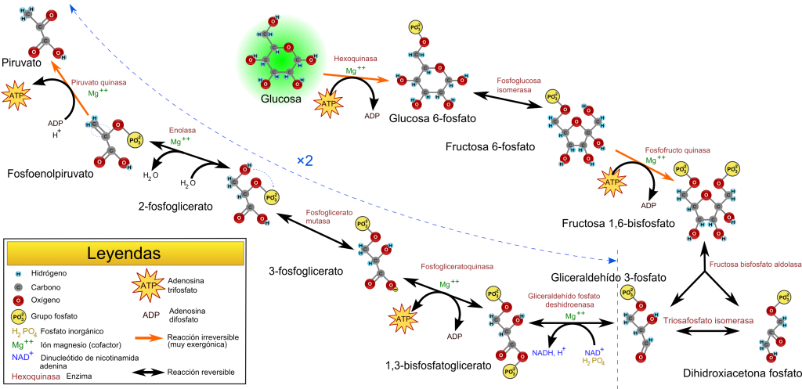 Piruvato
Piruvato quinasa
Mg++
ATP
ADP
H+
Fosfoenolpiruvato
Enolasa
Mg++
H2O
H2O
2-fosfoglicerato
Fosfoglicerato
mutasa
3-fosfoglicerato
Fosfogliceratoquinasa
Mg++
ATP
ADP
1,3-bisfosfatoglicerato
Gliceraldehído fosfato
deshidroenasa
Mg++
NADH, H+
NAD+
H2PO4
Gliceraldehído 3-fosfato
×2
Glucosa
Hexoquinasa
Mg++
ATP
ADP
Glucosa 6-fosfato
Fosfoglucosa
isomerasa
Fructosa 6-fosfato
Fosfofructo quinasa
Mg++
ATP
ADP
Fructosa 1,6-bisfosfato
Fructosa bisfosfato aldolasa
Triosafosfato isomerasa
Dihidroxiacetona fosfato
Leyendas
H Hidrógeno
C Carbono
O Oxígeno
Grupo fosfato
H2PO4 Fosfato inorgánico
Mg++ Ión magnesio (cofactor)
NAD+ Dinucleótido de nicotinamida
adenina
Hexoquinasa Enzima
ATP Adenosina
trifosfato
ADP Adenosina
difosfato
Reacción irreversible
(muy exergónica)
Reacción reversible